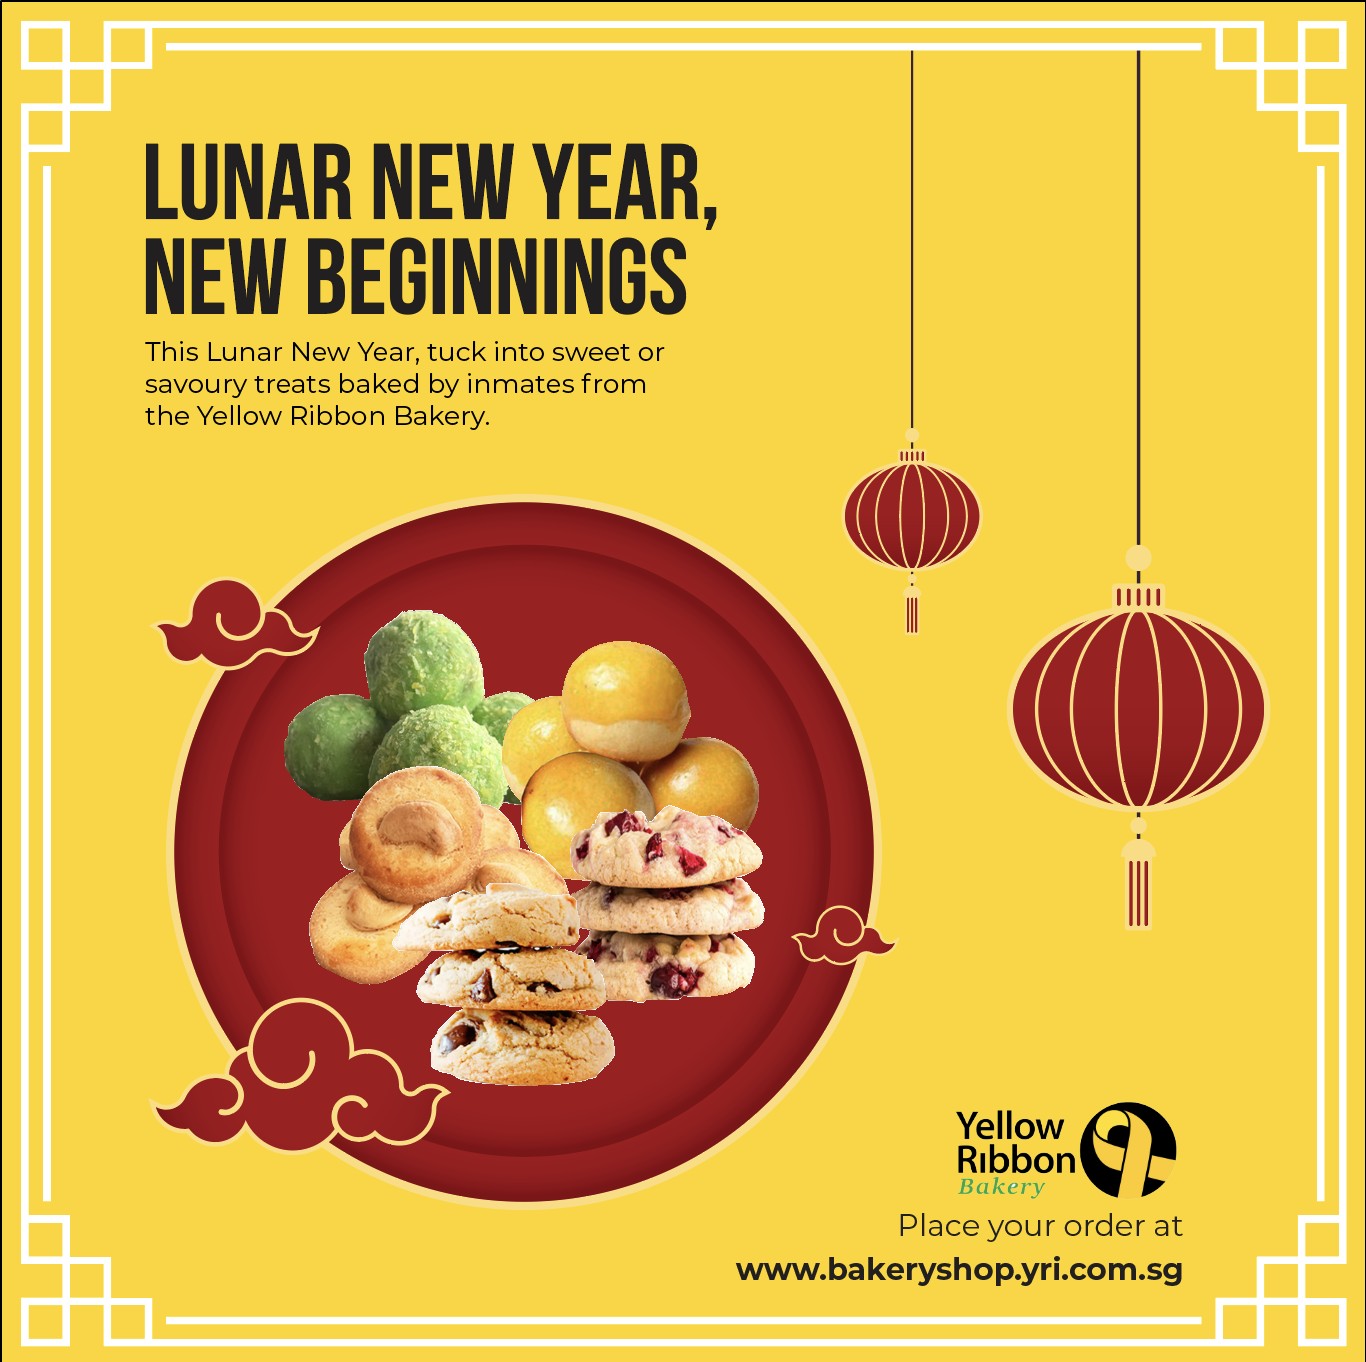 LUNAR NEW YEAR,
NEW BEGINNINGS
This Lunar New Year, tuck into sweet or
savoury treats baked by inmates from
the Yellow Ribbon Bakery.
Yellow
Ribbon
Bakery
Place your order at
www.bakeryshop.yri.com.sg